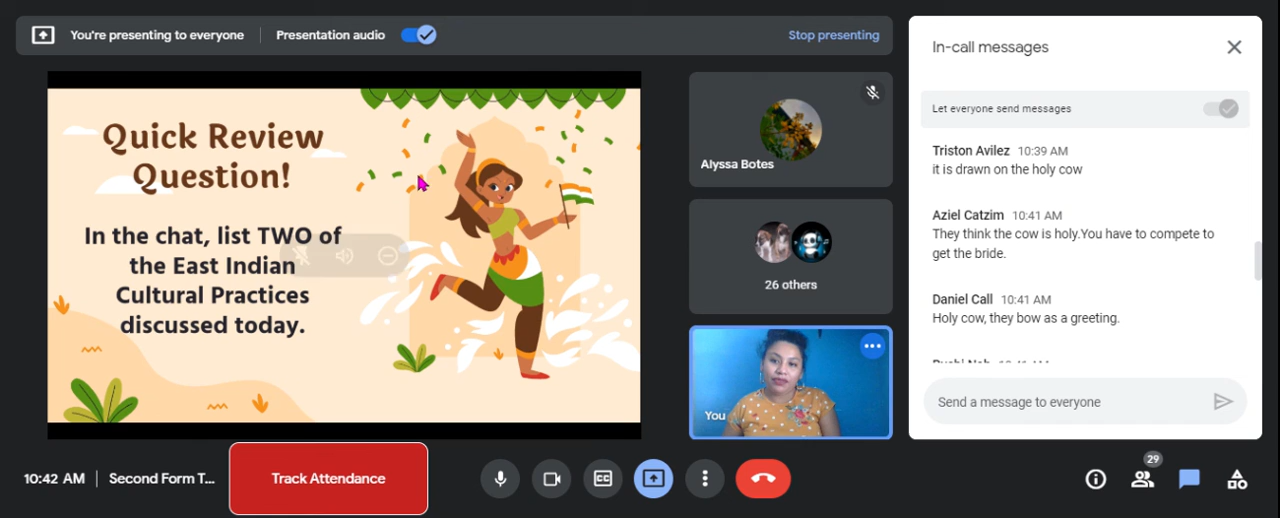 You're presenting to everyone
Presentation audio
Stop presenting
Quick Review
Question!
In the chat, list TWO of
the East Indian
Cultural Practices
discussed today.
Alyssa Botes
26 others
You
In-call messages
Let everyone send messages
Triston Avilez 10:39 AM
it is drawn on the holy cow
Aziel Catzim 10:41 AM
They think the cow is holy.You have to compete to
get the bride.
Daniel Call 10:41 AM
Holy cow, they bow as a greeting.
Send a message to everyone
10:42 AM
Second Form T...
Track Attendance
CC
29